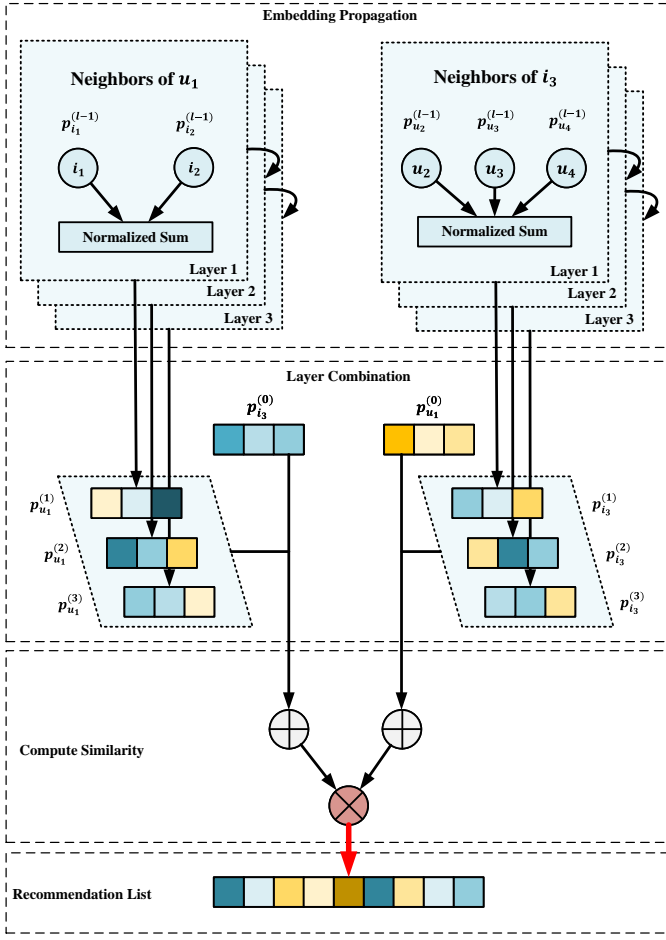 Embedding Propagation
Neighbors of u₁
p_{i₁}^{(l-1)} p_{i₂}^{(l-1)}
i₁ i₂
Normalized Sum
Layer 1
Layer 2
Layer 3
Neighbors of i₃
p_{u₂}^{(l-1)} p_{u₃}^{(l-1)} p_{u₄}^{(l-1)}
u₂ u₃ u₄
Normalized Sum
Layer 1
Layer 2
Layer 3
Layer Combination
p_{i₃}^{(0)} p_{u₁}^{(0)}
p_{u₁}^{(1)}
p_{u₁}^{(2)}
p_{u₁}^{(3)}
p_{i₃}^{(1)}
p_{i₃}^{(2)}
p_{i₃}^{(3)}
Compute Similarity
Recommendation List